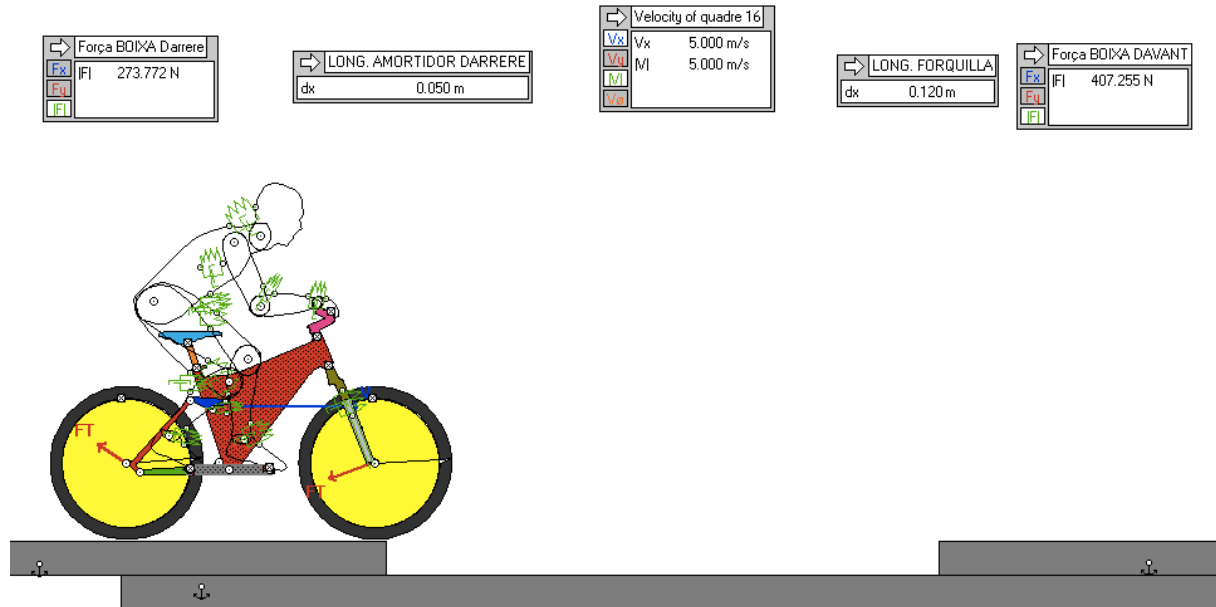 Força BOIXA Darrere
Fx
Fy
|F|
|F| 273.772 N
LONG. AMORTIDOR DARRERE
dx 0.050 m
Velocity of quadre 16
Vx
Vy
|V|
Vø
Vx 5.000 m/s
|V| 5.000 m/s
LONG. FORQUILLA
dx 0.120 m
Força BOIXA DAVANT
Fx
Fy
|F|
|F| 407.255 N
V
FT
FT